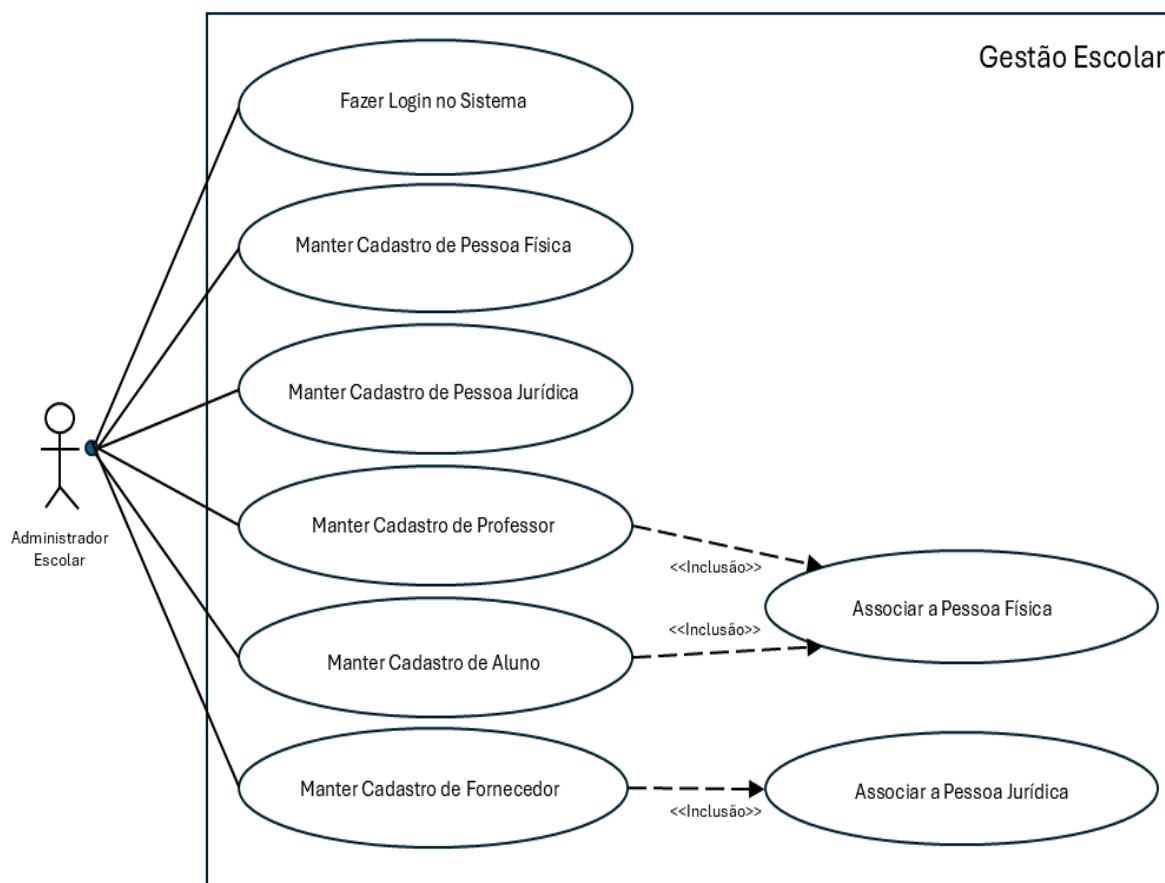 Gestão Escolar
Fazer Login no Sistema
Manter Cadastro de Pessoa Física
Manter Cadastro de Pessoa Jurídica
Administrador
Escolar
Manter Cadastro de Professor
<<Inclusão>>
Associar a Pessoa Física
<<Inclusão>>
Manter Cadastro de Aluno
Manter Cadastro de Fornecedor
<<Inclusão>>
Associar a Pessoa Jurídica